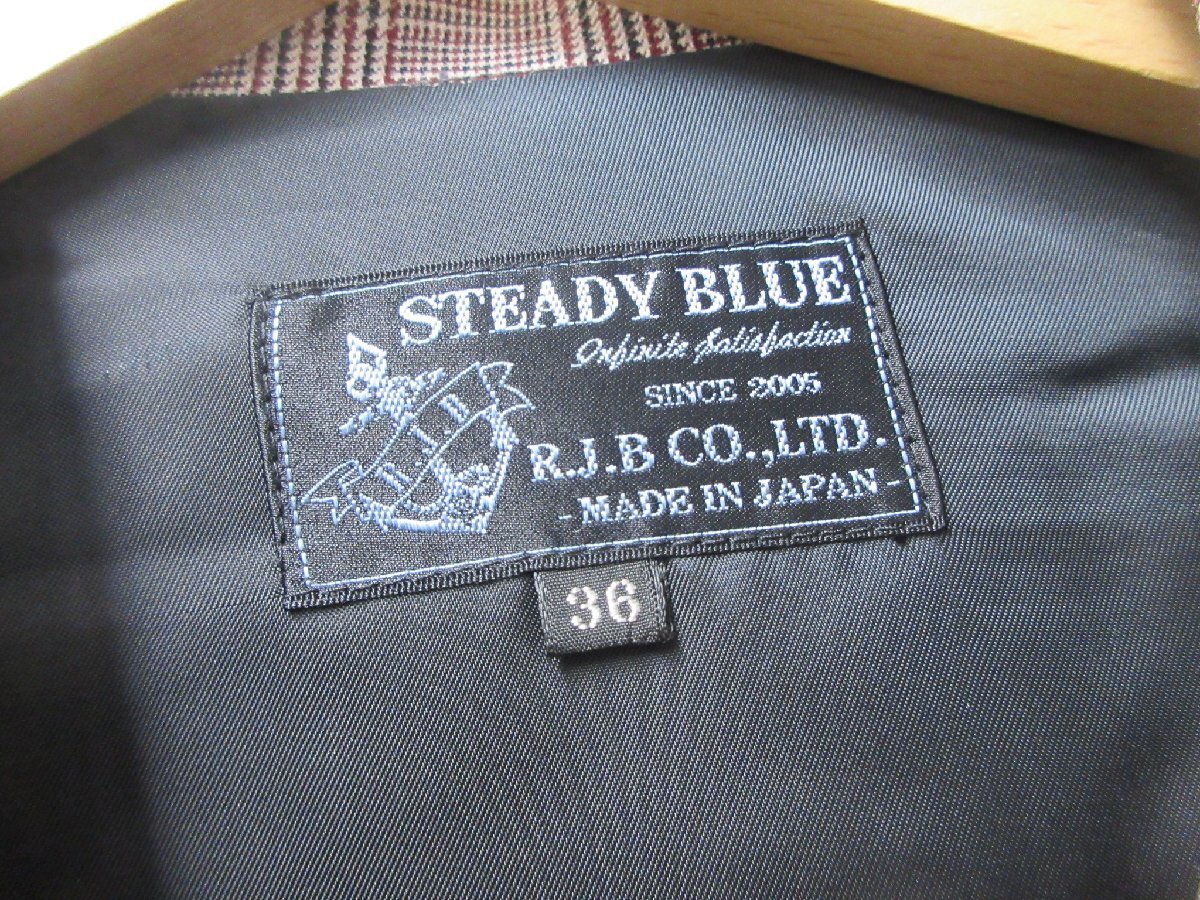 STEADY BLUE
Infinite Satisfaction
SINCE 2005
R.J.B CO.,LTD.
- MADE IN JAPAN -
36